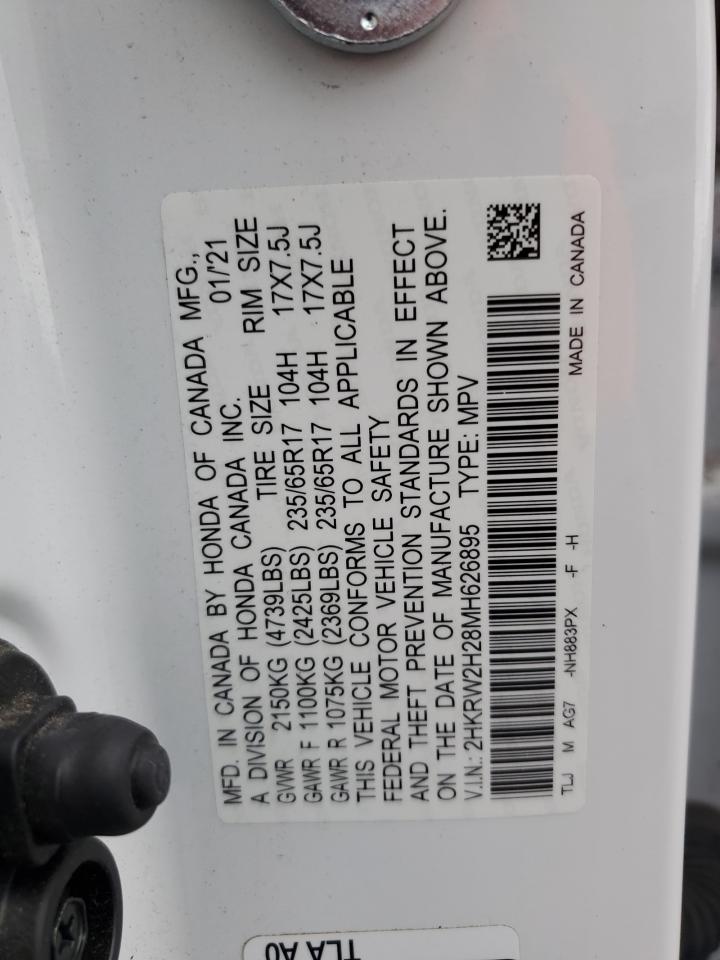 MFD. IN CANADA BY HONDA OF CANADA MFG.,
A DIVISION OF HONDA CANADA INC. 01/'21
GVWR 2150KG (4739LBS) TIRE SIZE RIM SIZE
GAWR F 1100KG (2425LBS) 235/65R17 104H 17X7.5J
GAWR R 1075KG (2369LBS) 235/65R17 104H 17X7.5J
THIS VEHICLE CONFORMS TO ALL APPLICABLE
FEDERAL MOTOR VEHICLE SAFETY
AND THEFT PREVENTION STANDARDS IN EFFECT
ON THE DATE OF MANUFACTURE SHOWN ABOVE.
V.I.N.: 2HKRW2H28MH626895 TYPE: MPV
TLJ M AG7 -NH883PX -F -H MADE IN CANADA
TLA A0